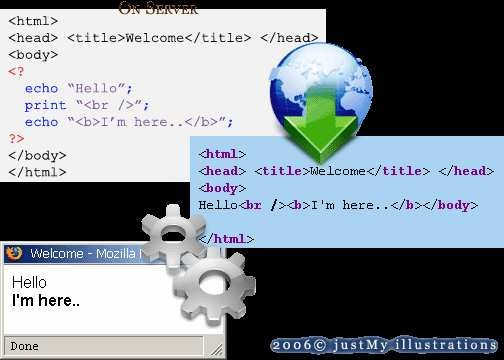 On Server
<html>
<head> <title>Welcome</title> </head>
<body>
<?
echo “Hello”;
print “<br />”;
echo “<b>I’m here..</b>”;
?>
</body>
</html>
<html>
<head> <title>Welcome</title> </head>
<body>
Hello<br /><b>I'm here..</b></body>
</html>
Welcome - Mozilla
Hello
I'm here..
Done
2006© justMy illustrations